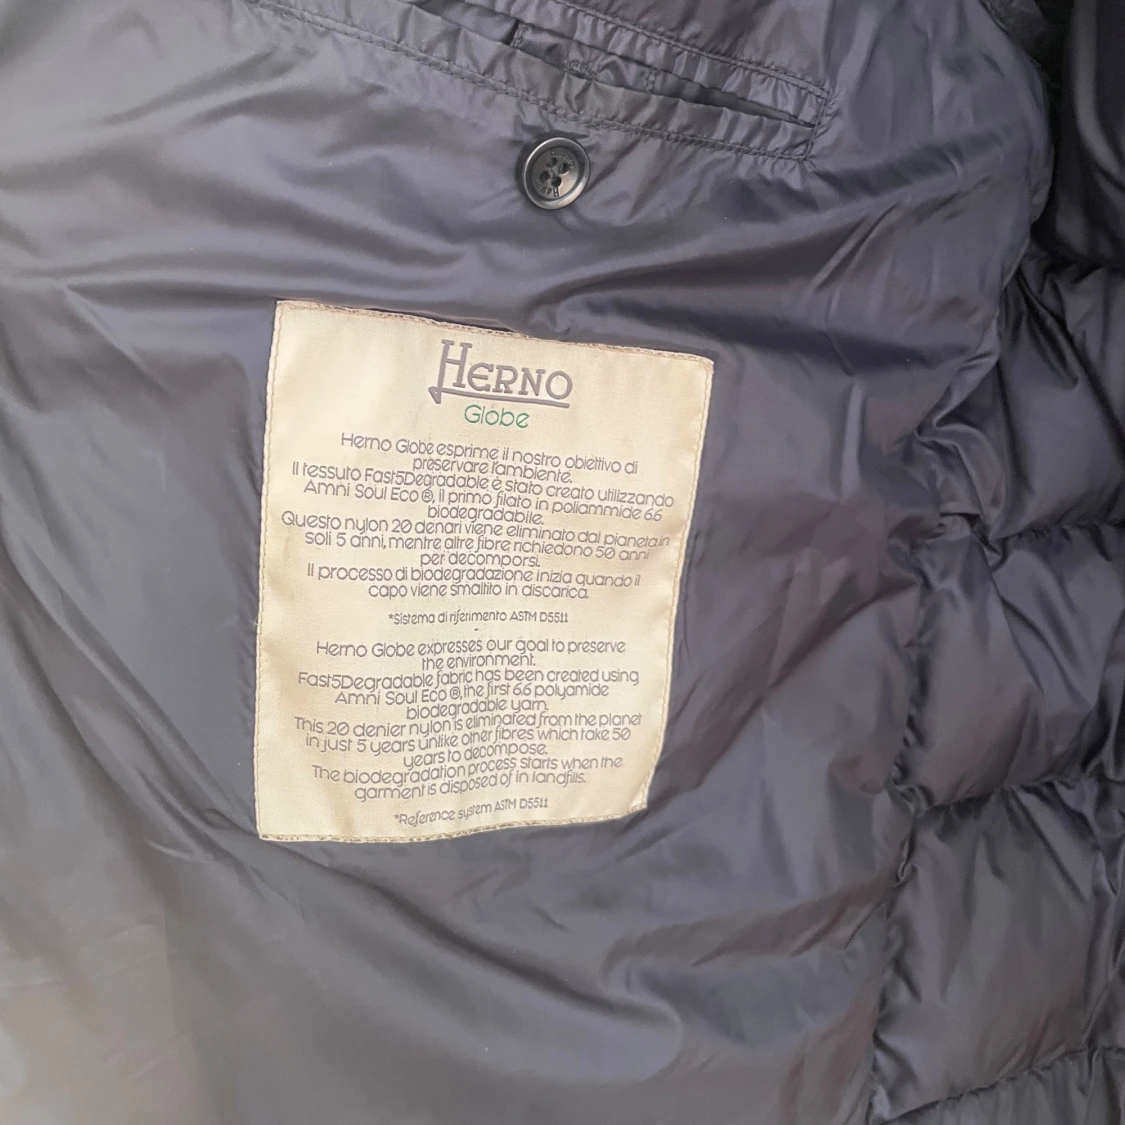 HERNO
Globe
Herno Globe esprime il nostro obiettivo di
preservare l'ambiente.
Il tessuto Fast5Degradable è stato creato utilizzando
Amni Soul Eco ®, il primo filato in poliammide 6.6
biodegradabile.
Questo nylon 20 denari viene eliminato dal pianeta in
soli 5 anni, mentre altre fibre richiedono 50 anni
per decomporsi.
Il processo di biodegradazione inizia quando il
capo viene smaltito in discarica.
*Sistema di riferimento ASTM D5511
Herno Globe expresses our goal to preserve
the environment.
Fast5Degradable fabric has been created using
Amni Soul Eco ®, the first 6.6 polyamide
biodegradable yarn.
This 20 denier nylon is eliminated from the planet
in just 5 years unlike other fibres which take 50
years to decompose.
The biodegradation process starts when the
garment is disposed of in landfills.
*Reference system ASTM D5511